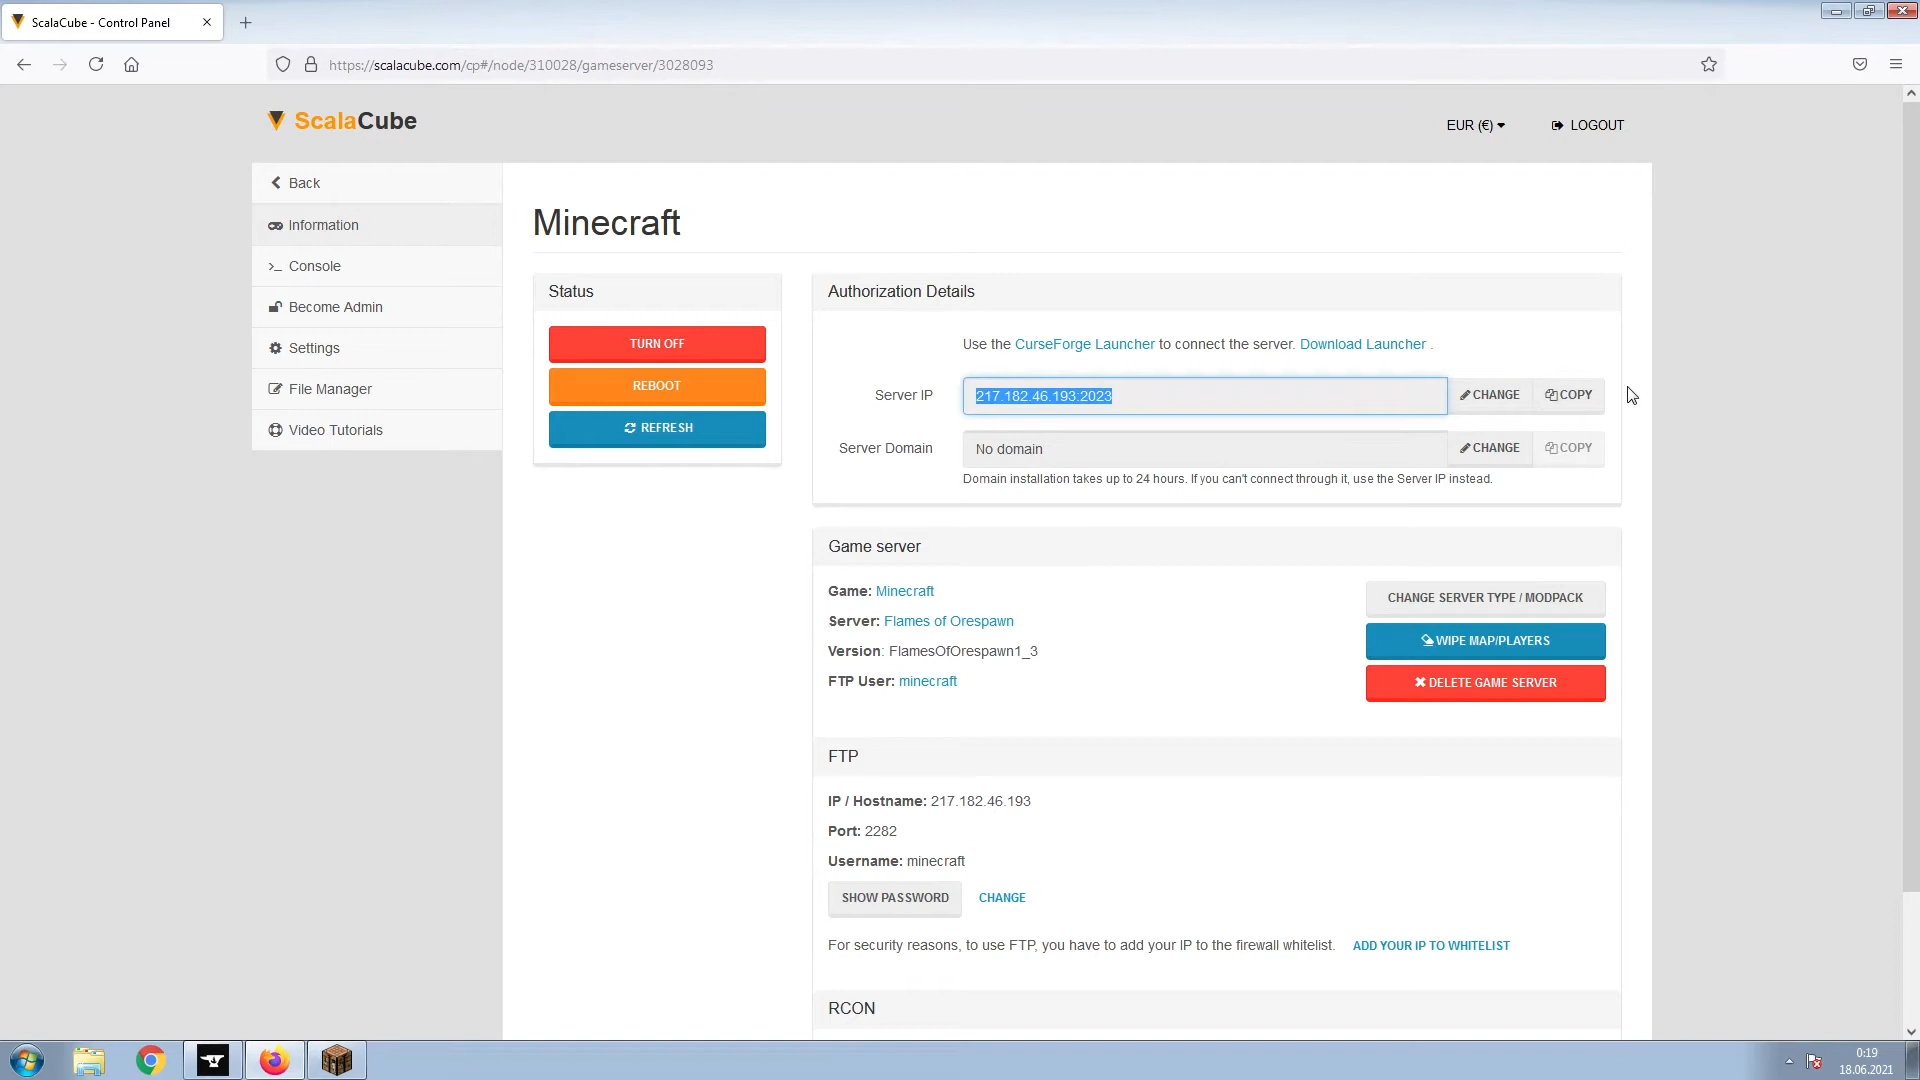 ScalaCube - Control Panel
https://scalacube.com/cp#/node/310028/gameserver/3028093
ScalaCube
EUR (€)
LOGOUT
Back
Information
Console
Become Admin
Settings
File Manager
Video Tutorials
Minecraft
Status
TURN OFF
REBOOT
REFRESH
Authorization Details
Use the CurseForge Launcher to connect the server. Download Launcher .
Server IP
217.182.46.193:2023
CHANGE
COPY
Server Domain
No domain
CHANGE
COPY
Domain installation takes up to 24 hours. If you can't connect through it, use the Server IP instead.
Game server
Game: Minecraft
Server: Flames of Orespawn
Version: FlamesOfOrespawn1_3
FTP User: minecraft
CHANGE SERVER TYPE / MODPACK
WIPE MAP/PLAYERS
DELETE GAME SERVER
FTP
IP / Hostname: 217.182.46.193
Port: 2282
Username: minecraft
SHOW PASSWORD
CHANGE
For security reasons, to use FTP, you have to add your IP to the firewall whitelist. ADD YOUR IP TO WHITELIST
RCON
0:19
18.06.2021